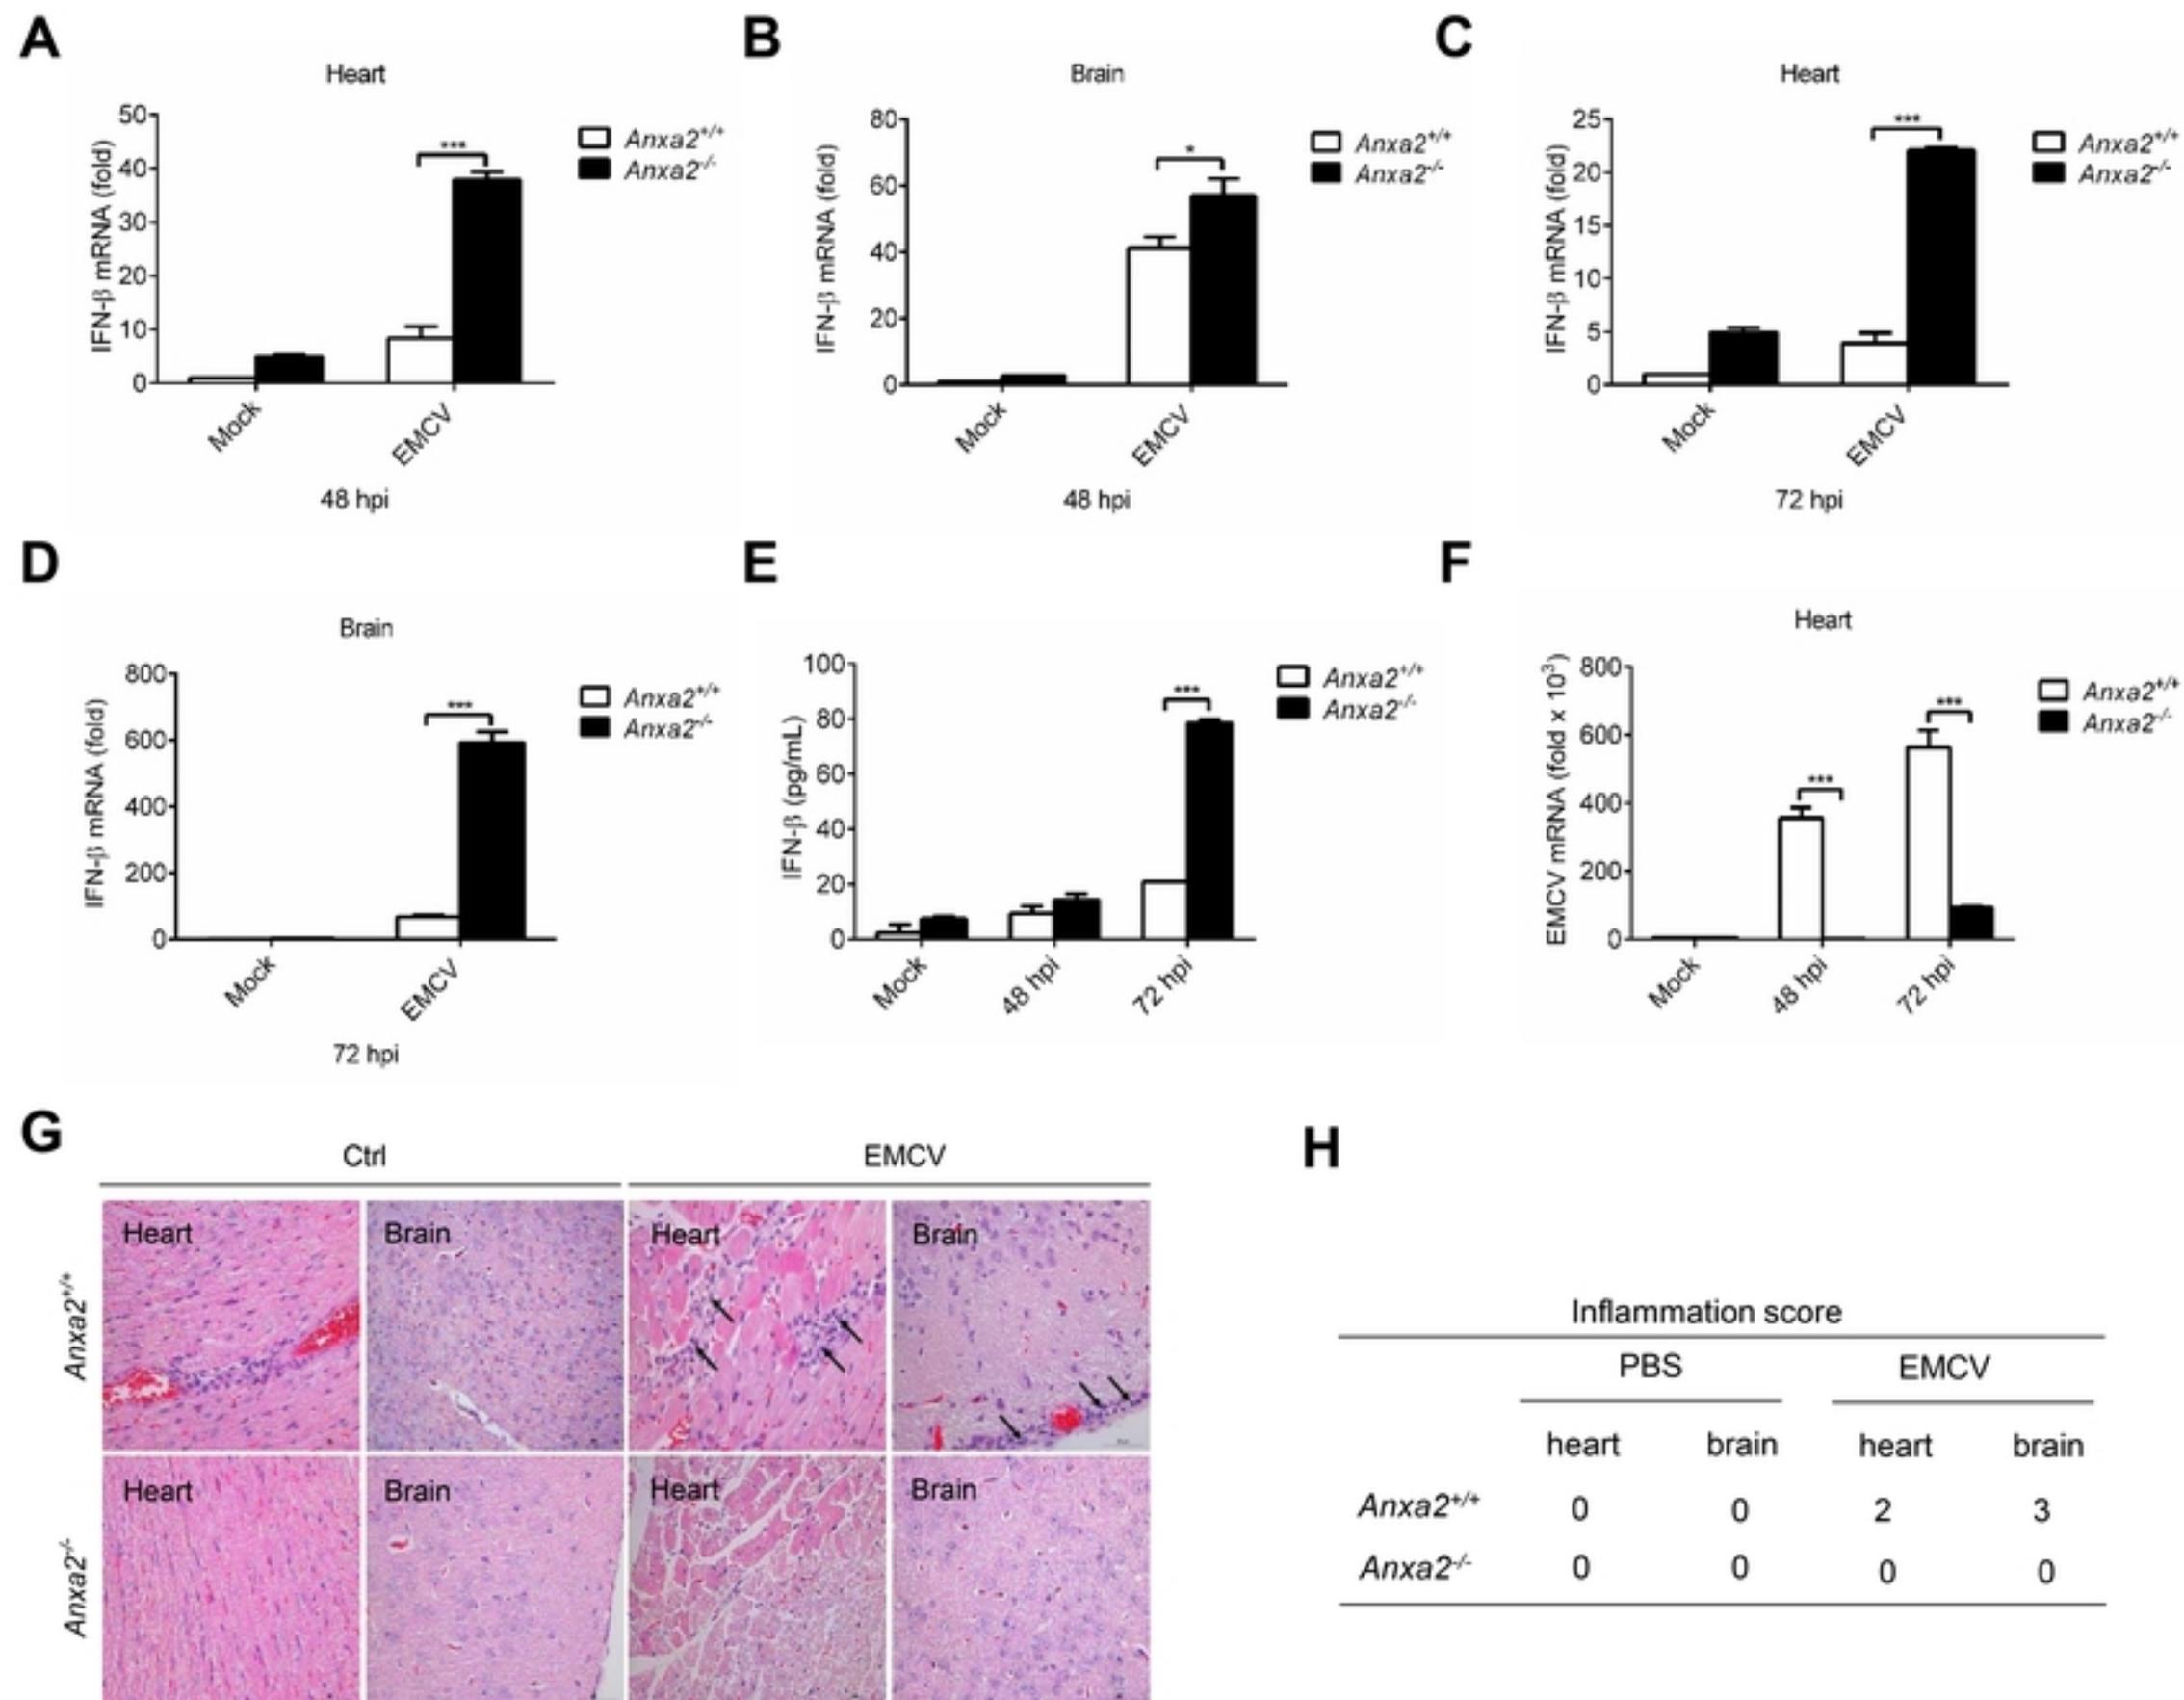 A
Heart
IFN-β mRNA (fold)
50
40
30
20
10
0
***
Anxa2+/+
Anxa2-/-
Mock
EMCV
48 hpi
B
Brain
IFN-β mRNA (fold)
80
60
40
20
0
*
Anxa2+/+
Anxa2-/-
Mock
EMCV
48 hpi
C
Heart
IFN-β mRNA (fold)
25
20
15
10
5
0
***
Anxa2+/+
Anxa2-/-
Mock
EMCV
72 hpi
D
Brain
IFN-β mRNA (fold)
800
600
400
200
0
***
Anxa2+/+
Anxa2-/-
Mock
EMCV
72 hpi
E
IFN-β (pg/mL)
100
80
60
40
20
0
***
Anxa2+/+
Anxa2-/-
Mock
48 hpi
72 hpi
F
Heart
EMCV mRNA (fold x 10³)
800
600
400
200
0
***
***
Anxa2+/+
Anxa2-/-
Mock
48 hpi
72 hpi
G
Ctrl
EMCV
Anxa2+/+
Heart
Brain
Heart
Brain
Anxa2-/-
Heart
Brain
Heart
Brain
H
Inflammation score
PBS EMCV
heart brain heart brain
Anxa2+/+ 0 0 2 3
Anxa2-/- 0 0 0 0